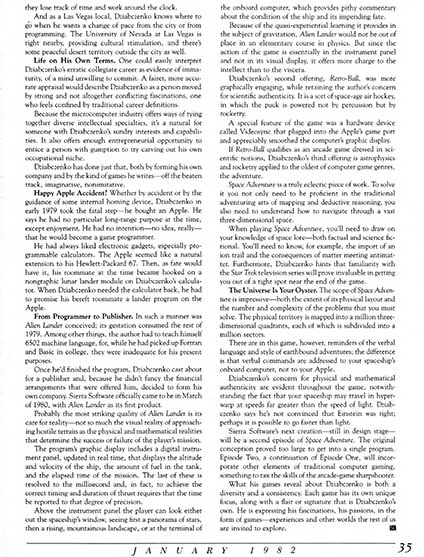 they lose track of time and work around the clock.
And as a Las Vegas local, Dziabczenko knows where to
go when he wants a change of pace from the city or from
programming. The University of Nevada at Las Vegas is
right nearby, providing cultural stimulation, and there's
some peaceful desert territory outside the city as well.
Life on His Own Terms. One could easily interpret
Dziabczenko's erratic collegiate career as evidence of imma-
turity, of a mind unwilling to commit. A fairer, more accu-
rate appraisal would describe Dziabczenko as a person moved
by strong and not altogether conflicting fascinations, one
who feels confined by traditional career definitions.
Because the microcomputer industry offers ways of tying
together diverse intellectual specialties, it's a natural for
someone with Dziabczenko's sundry interests and capabili-
ties. It also offers enough entrepreneurial opportunity to
entice a person with gumption to try carving out his own
occupational niche.
Dziabczenko has done just that, both by forming his own
company and by the kind of games he writes—off the beaten
track, imaginative, nonimitative.
Happy Apple Accident! Whether by accident or by the
guidance of some internal homing device, Dziabczenko in
early 1979 took the fatal step—he bought an Apple. He
says he had no particular long-range purpose at the time,
except enjoyment. He had no intention—no idea, really—
that he would become a game programmer.
He had always liked electronic gadgets, especially pro-
grammable calculators. The Apple seemed like a natural
extension to his Hewlett-Packard 67. Then, as fate would
have it, his roommate at the time became hooked on a
nongraphic lunar lander module on Dziabczenko's calcula-
tor. When Dziabczenko needed the calculator back, he had
to promise his bereft roommate a lander program on the
Apple.
From Programmer to Publisher. In such a manner was
Alien Lander conceived; its gestation consumed the rest of
1979. Among other things, the author had to teach himself
6502 machine language, for, while he had picked up Fortran
and Basic in college, they were inadequate for his present
purposes.
Once he'd finished the program, Dziabczenko cast about
for a publisher and, because he didn't fancy the financial
arrangements that were offered him, decided to form his
own company. Sierra Software officially came to be in March
of 1980, with Alien Lander as its first product.
Probably the most striking quality of Alien Lander is its
care for reality—not so much the visual reality of approach-
ing hostile terrain as the physical and mathematical realities
that determine the success or failure of the player's mission.
The program's graphic display includes a digital instru-
ment panel, updated in real time, that displays the altitude
and velocity of the ship, the amount of fuel in the tank,
and the elapsed time of the mission. The last of these is
resolved to the millisecond and, in fact, to achieve the
correct timing and duration of thrust requires that the time
be reported to that degree of precision.
Above the instrument panel the player can look either
out the spaceship's window, seeing first a panorama of stars,
then a rising, mountainous landscape, or at the terminal of
the onboard computer, which provides pithy commentary
about the condition of the ship and its impending fate.
Because of the quasi-experiential learning it provides in
the subject of gravitation, Alien Lander would not be out of
place in an elementary course in physics. But since the
action of the game is essentially in the instrument panel
and not in its visual display, it offers more charge to the
intellect than to the viscera.
Dziabczenko's second offering, Retro-Ball, was more
graphically engaging, while retaining the author's concern
for scientific authenticity. It is a sort of space-age air hockey,
in which the puck is powered not by percussion but by
rocketry.
A special feature of the game was a hardware device
called Videosync that plugged into the Apple's game port
and appreciably smoothed the computer's graphic display.
If Retro-Ball qualifies as an arcade game dressed in sci-
entific notions, Dziabczenko's third offering is astrophysics
and rocketry applied to the oldest of computer game genres,
the adventure.
Space Adventure is a truly eclectic piece of work. To solve
it you not only need to be proficient in the traditional
adventuring arts of mapping and deductive reasoning; you
also need to understand how to navigate through a vast
three-dimensional space.
When playing Space Adventure, you'll need to draw on
your knowledge of space lore—both factual and science fic-
tional. You'll need to know, for example, the import of an
ion trail and the consequences of matter meeting antimat-
ter. Furthermore, Dziabczenko hints that familiarity with
the Star Trek television series will prove invaluable in getting
you out of a tight spot near the end of the game.
The Universe Is Your Oyster. The scope of Space Adven-
ture is impressive—both the extent of its physical layout and
the number and complexity of the problems that you must
solve. The physical territory is mapped into a million three-
dimensional quadrants, each of which is subdivided into a
million sectors.
There are in this game, however, reminders of the verbal
language and style of earthbound adventures; the difference
is that verbal commands are addressed to your spaceship's
onboard computer, not to your Apple.
Dziabczenko's concern for physical and mathematical
authenticity are evident throughout the game, notwith-
standing the fact that your spaceship may travel in hyper-
warp at speeds far greater than the speed of light. Dziab-
czenko says he's not convinced that Einstein was right;
perhaps it is possible to go faster than light.
Sierra Software's next creation—still in design stage—
will be a second episode of Space Adventure. The original
conception proved too large to get into a single program.
Episode Two, a continuation of Episode One, will incor-
porate other elements of traditional computer gaming,
something to tax the skills of the arcade-game sharpshooter.
What his games reveal about Dziabczenko is both a
diversity and a consistency. Each game has its own unique
focus, along with a flair or signature that is Dziabczenko's
own. He is expressing his fascinations, his passions, in the
form of games—experiences and other worlds the rest of us
are invited to explore.
JANUARY 1982
35